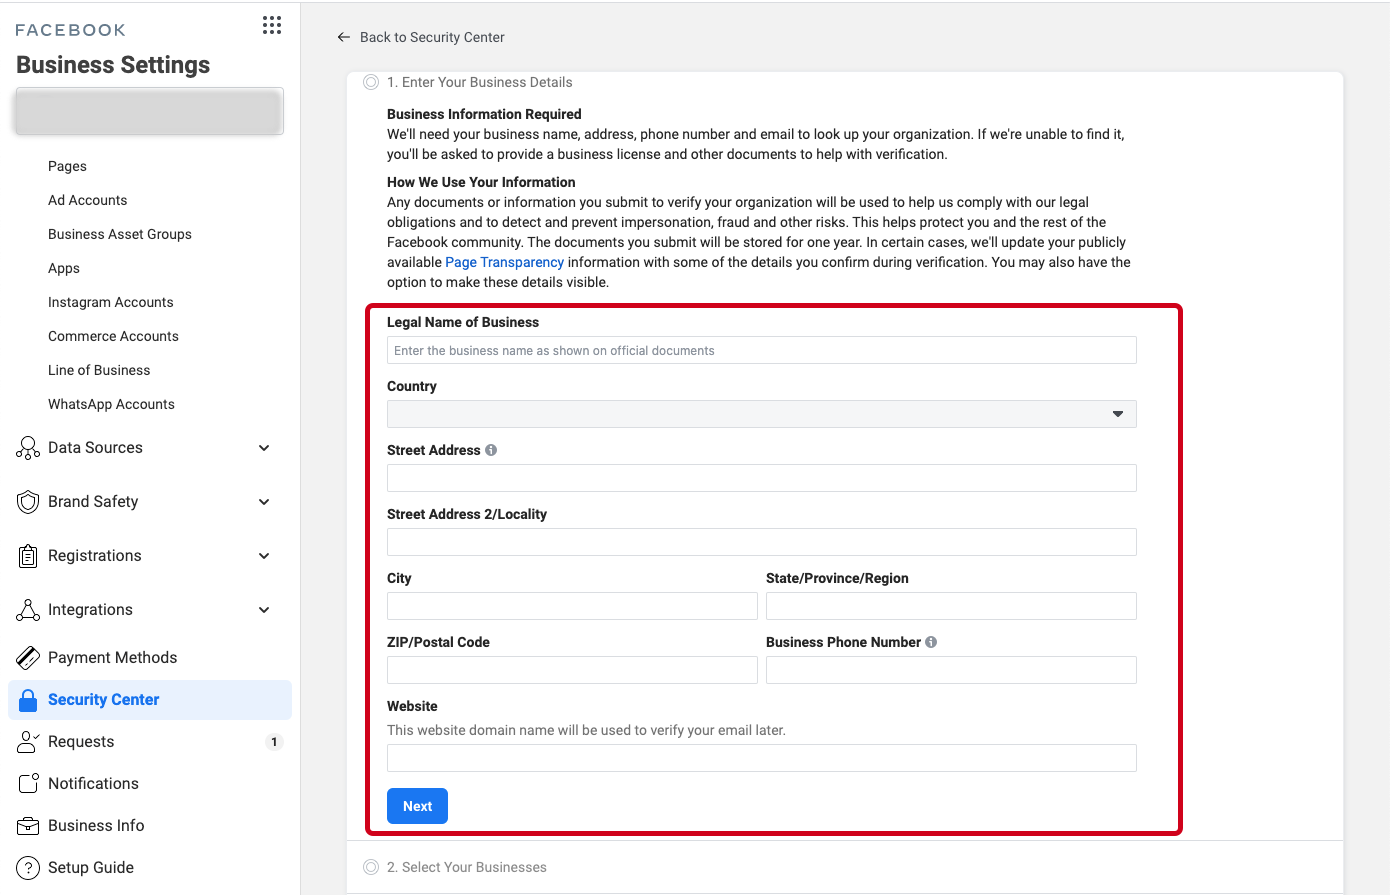 FACEBOOK
Business Settings
Pages
Ad Accounts
Business Asset Groups
Apps
Instagram Accounts
Commerce Accounts
Line of Business
WhatsApp Accounts
Data Sources
Brand Safety
Registrations
Integrations
Payment Methods
Security Center
Requests 1
Notifications
Business Info
? Setup Guide
← Back to Security Center
1. Enter Your Business Details
Business Information Required
We'll need your business name, address, phone number and email to look up your organization. If we're unable to find it,
you'll be asked to provide a business license and other documents to help with verification.
How We Use Your Information
Any documents or information you submit to verify your organization will be used to help us comply with our legal
obligations and to detect and prevent impersonation, fraud and other risks. This helps protect you and the rest of the
Facebook community. The documents you submit will be stored for one year. In certain cases, we'll update your publicly
available Page Transparency information with some of the details you confirm during verification. You may also have the
option to make these details visible.
Legal Name of Business
Enter the business name as shown on official documents
Country
Street Address
Street Address 2/Locality
City State/Province/Region
ZIP/Postal Code Business Phone Number
Website
This website domain name will be used to verify your email later.
Next
2. Select Your Businesses